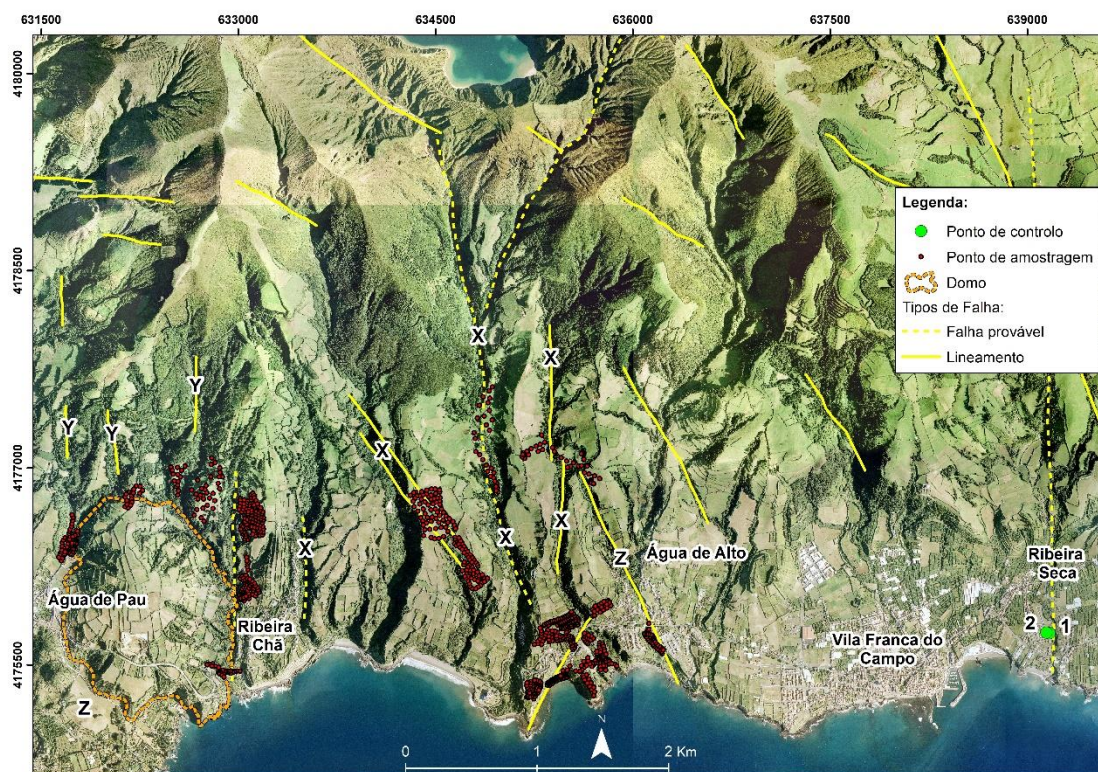 631500 633000 634500 636000 637500 639000
4180000
4178500
4177000
4175500
Legenda:
Ponto de controlo
Ponto de amostragem
Domo
Tipos de Falha:
Falha provável
Lineamento
X
X
Y
Y
Y
X
X
X
X
Z
Água de Alto
Ribeira
Seca
Água de Pau
Ribeira
Chã
2 1
Vila Franca do
Campo
Z
N
0 1 2 Km